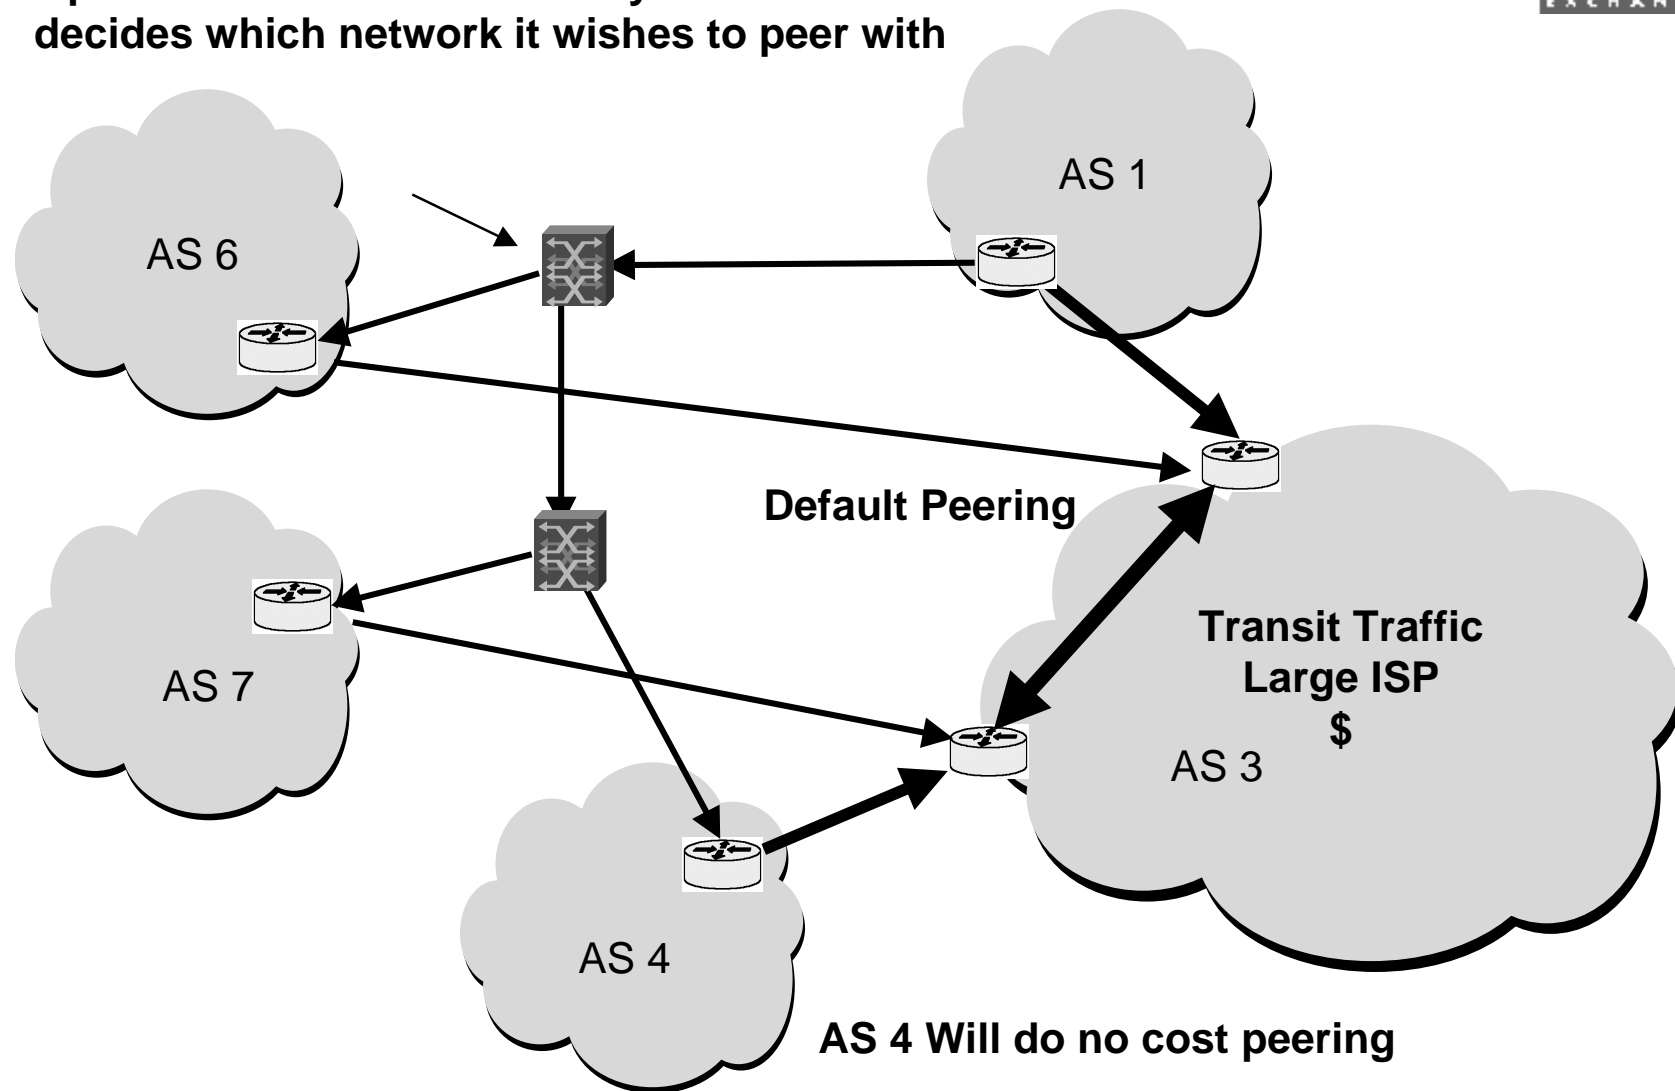 decides which network it wishes to peer with
AS 1
AS 6
Default Peering
Transit Traffic
Large ISP
$
AS 7
AS 3
AS 4
AS 4 Will do no cost peering